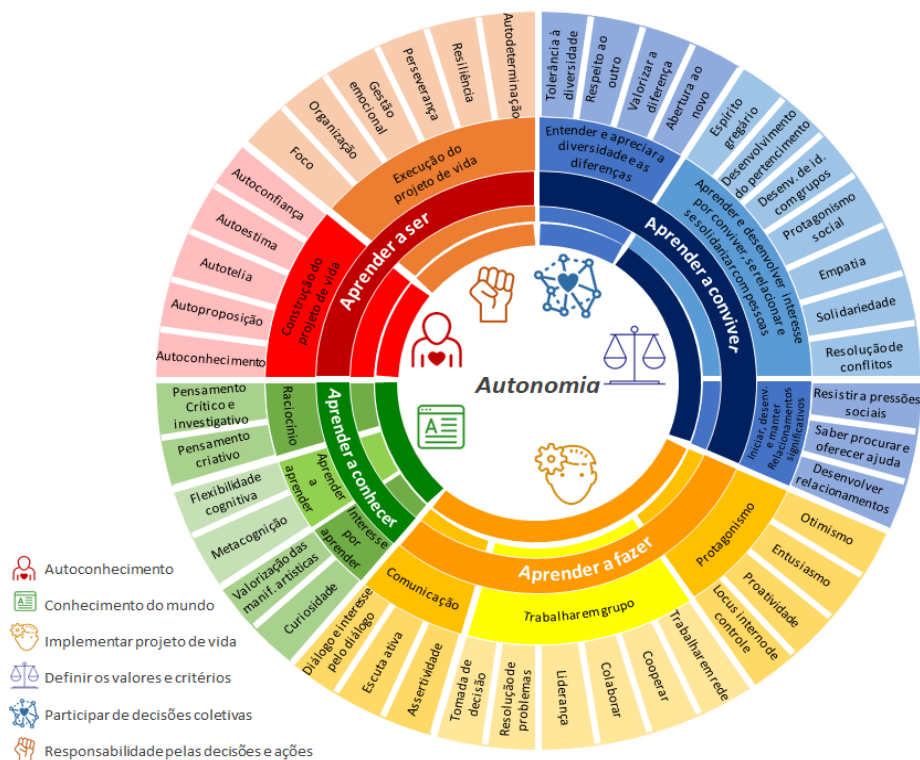 Autodeterminação
Resiliência
Perseverança
Gestão
emocional
Organização
Foco
Execução do
projeto de vida
Tolerância à
diversidade
Respeito ao
outro
Valorizar a
diferença
Abertura ao
novo
Entender e apreciar a
diversidade e as
diferenças
Espírito
gregário
Desenvolvimento
do pertencimento
Desenv. de id.
com grupos
Protagonismo
social
Empatia
Solidariedade
Resolução de
conflitos
Aprender e desenvolver interesse
por conviver, se relacionar e
se solidarizar com pessoas
Aprender a conviver
Resistir a pressões
sociais
Saber procurar e
oferecer ajuda
Desenvolver
relacionamentos
Iniciar, desenv.
e manter
Relacionamentos
significativos
Autoconfiança
Autoestima
Autotelia
Autoproposição
Autoconhecimento
Construção do
projeto de vida
Aprender a ser
Autonomia
Pensamento
Crítico e
investigativo
Pensamento
criativo
Raciocínio
Flexibilidade
cognitiva
Metacognição
Aprender
a
aprender
Valorização das
manif. artísticas
Curiosidade
Interesse
por
aprender
Aprender a conhecer
Otimismo
Entusiasmo
Proatividade
Locus interno de
controle
Protagonismo
Aprender a fazer
Trabalhar em rede
Cooperar
Colaborar
Liderança
Resolução de
problemas
Tomada de
decisão
Trabalhar em grupo
Assertividade
Escuta ativa
Diálogo e interesse
pelo diálogo
Comunicação
Autoconhecimento
Conhecimento do mundo
Implementar projeto de vida
Definir os valores e critérios
Participar de decisões coletivas
Responsabilidade pelas decisões e ações